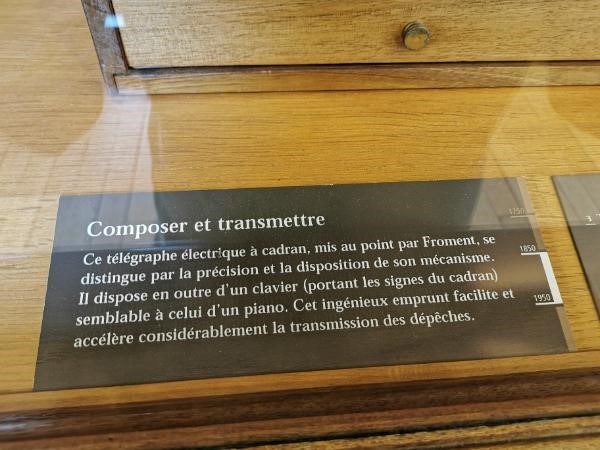 Composer et transmettre
Ce télégraphe électrique à cadran, mis au point par Froment, se
distingue par la précision et la disposition de son mécanisme.
Il dispose en outre d'un clavier (portant les signes du cadran)
semblable à celui d'un piano. Cet ingénieux emprunt facilite et
accélère considérablement la transmission des dépêches.
1750
1850
1950
3